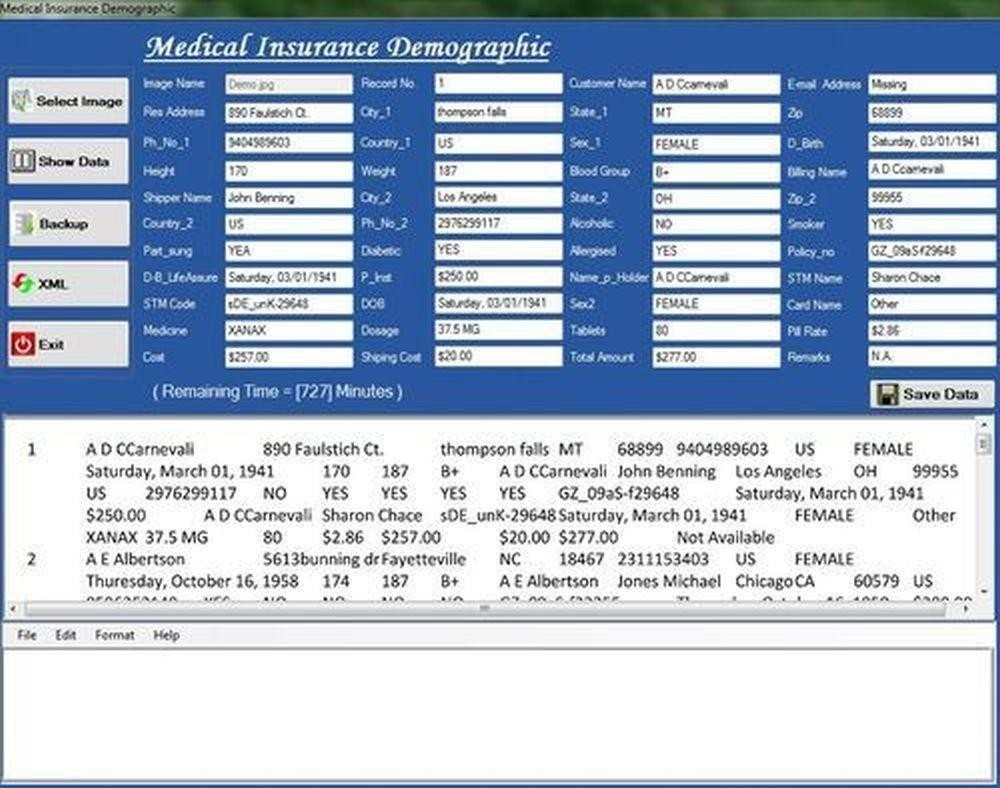 Medical Insurance Demographic
Medical Insurance Demographic
Select Image
Show Data
Backup
XML
Exit
Image Name Demo.jpg Record No. 1 Customer Name A D Ccarnevali E-mail Address Missing
Res Address 890 Faulstich Ct. City_1 thompson falls State_1 MT Zip 68899
Ph_No_1 9404989603 Country_1 US Sex_1 FEMALE D_Birth Saturday, 03/01/1941
Height 170 Weight 187 Blood Group B+ Billing Name A D Ccarnevali
Shipper Name John Benning City_2 Los Angeles State_2 OH Zip_2 99955
Country_2 US Ph_No_2 2976299117 Alcoholic NO Smoker YES
Past_surg YEA Diabetic YES Allergised YES Policy_no GZ_09aS-f29648
D-B_LifeAssure Saturday, 03/01/1941 P_Inst $250.00 Name_p_Holder A D CCarnevali STM Name Sharon Chace
STM Code sDE_unK-29648 DOB Saturday, 03/01/1941 Sex2 FEMALE Card Name Other
Medicine XANAX Dosage 37.5 MG Tablets 80 Pill Rate $2.86
Cost $257.00 Shiping Cost $20.00 Total Amount $277.00 Remarks N.A.
( Remaining Time = [727] Minutes )
Save Data
1 A D CCarnevali 890 Faulstich Ct. thompson falls MT 68899 9404989603 US FEMALE
Saturday, March 01, 1941 170 187 B+ A D CCarnevali John Benning Los Angeles OH 99955
US 2976299117 NO YES YES YES YES GZ_09aS-f29648 Saturday, March 01, 1941
$250.00 A D CCarnevali Sharon Chace sDE_unK-29648 Saturday, March 01, 1941 FEMALE Other
XANAX 37.5 MG 80 $2.86 $257.00 $20.00 $277.00 Not Available
2 A E Albertson 5613bunning dr Fayetteville NC 18467 2311153403 US FEMALE
Thuresday, October 16, 1958 174 187 B+ A E Albertson Jones Michael Chicago CA 60579 US
File Edit Format Help